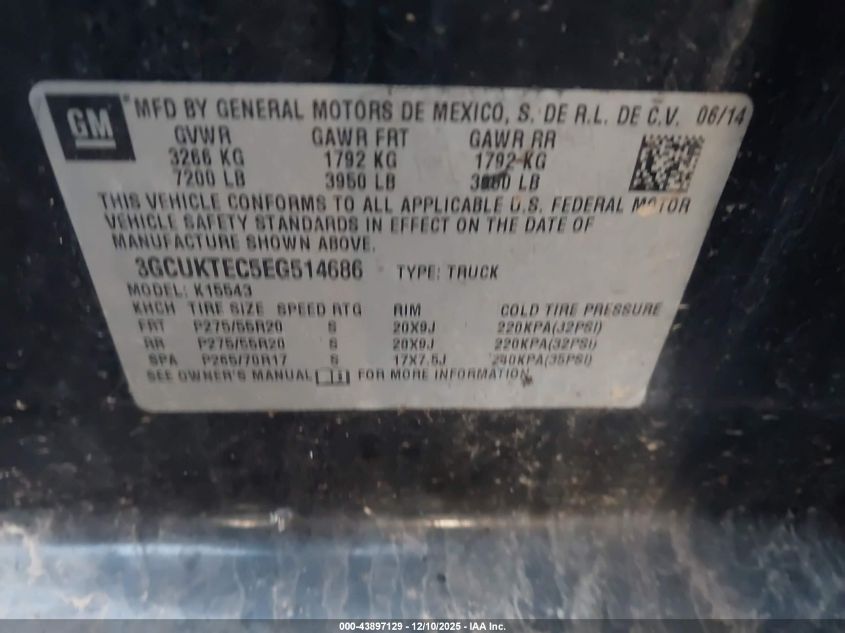 GM
MFD BY GENERAL MOTORS DE MEXICO, S. DE R.L. DE C.V. 06/14
GVWR GAWR FRT GAWR RR
3266 KG 1792 KG 1792 KG
7200 LB 3950 LB LB
THIS VEHICLE CONFORMS TO ALL APPLICABLE U.S. FEDERAL MOTOR
VEHICLE SAFETY STANDARDS IN EFFECT ON THE DATE OF
MANUFACTURE SHOWN ABOVE.
3GCUKTEC5EG514686 TYPE: TRUCK
MODEL: K15543
KHCH TIRE SIZE SPEED RTG RIM COLD TIRE PRESSURE
FRT P275/55R20 S 20X9J 220KPA(32PSI)
RR P275/55R20 S 20X9J 220KPA(32PSI)
SPA P265/70R17 S 17X7.5J 240KPA(35PSI)
SEE OWNER'S MANUAL FOR MORE INFORMATION
000-43897129 - 12/10/2025 - IAA Inc.